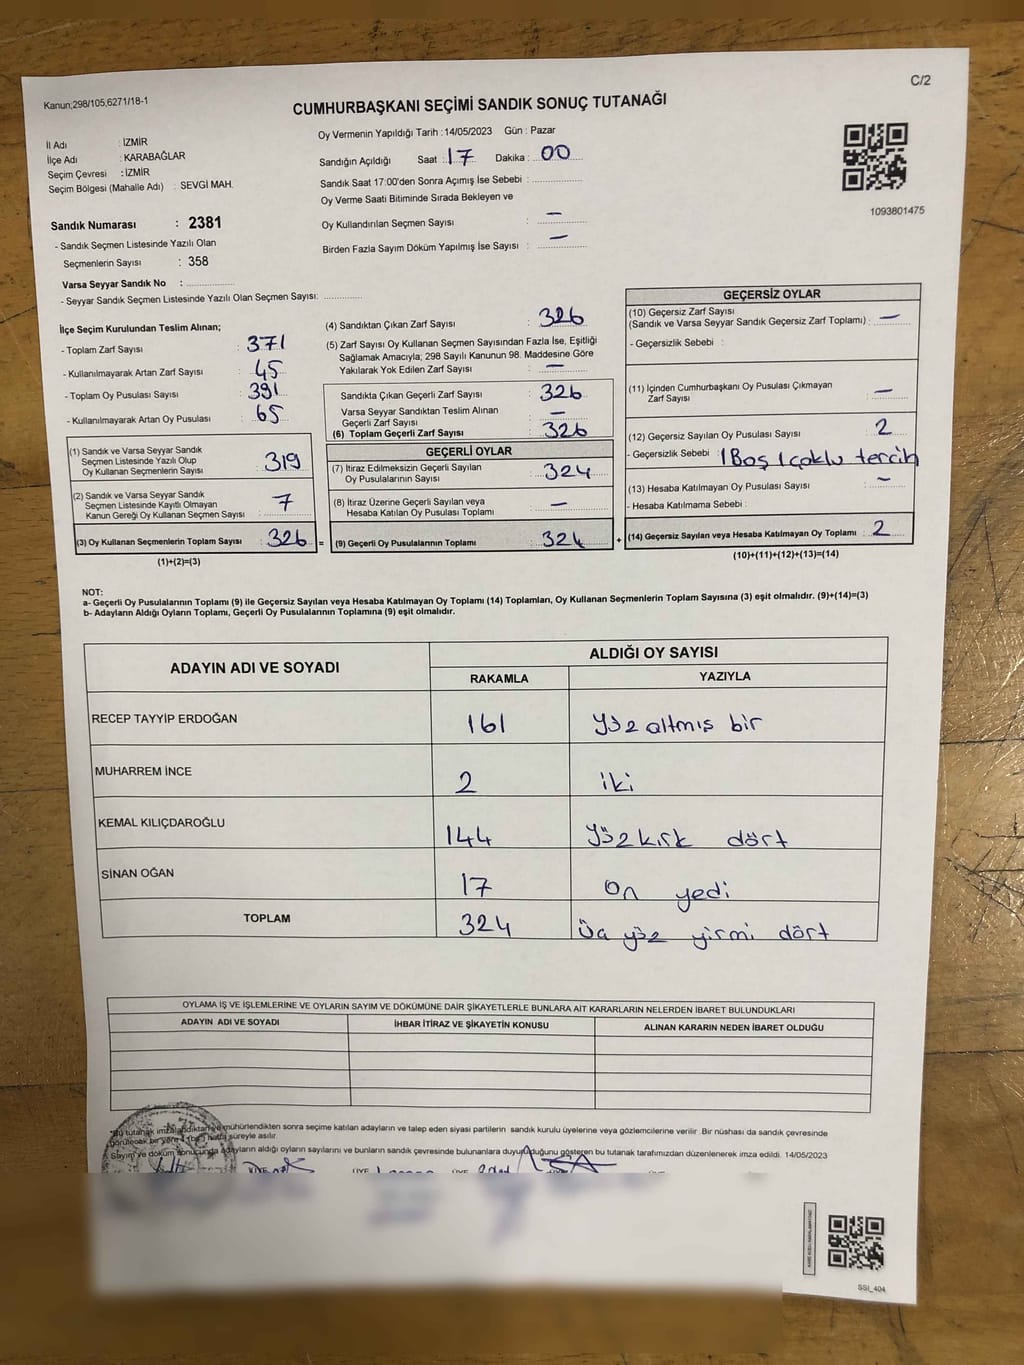 C/2
Kanun;298/105,6271/18-1
CUMHURBAŞKANI SEÇİMİ SANDIK SONUÇ TUTANAĞI
İl Adı : İZMİR
İlçe Adı : KARABAĞLAR
Seçim Çevresi : İZMİR
Seçim Bölgesi (Mahalle Adı) : SEVGİ MAH.
Oy Vermenin Yapıldığı Tarih :14/05/2023 Gün : Pazar
Sandığın Açıldığı Saat : 17 Dakika : 00
Sandık Saat 17:00'den Sonra Açımış İse Sebebi :
Oy Verme Saati Bitiminde Sırada Bekleyen ve
Oy Kullandırılan Seçmen Sayısı : —
Birden Fazla Sayım Döküm Yapılmış İse Sayısı : —
1093801475
Sandık Numarası : 2381
- Sandık Seçmen Listesinde Yazılı Olan
Seçmenlerin Sayısı : 358
Varsa Seyyar Sandık No :
- Seyyar Sandık Seçmen Listesinde Yazılı Olan Seçmen Sayısı:
İlçe Seçim Kurulundan Teslim Alınan;
- Toplam Zarf Sayısı : 371
- Kullanılmayarak Artan Zarf Sayısı : 45
- Toplam Oy Pusulası Sayısı : 391
- Kullanılmayarak Artan Oy Pusulası : 65
(1) Sandık ve Varsa Seyyar Sandık
Seçmen Listesinde Yazılı Olup
Oy Kullanan Seçmenlerin Sayısı : 319
(2) Sandık ve Varsa Seyyar Sandık
Seçmen Listesinde Kayıtlı Olmayan
Kanun Gereği Oy Kullanan Seçmen Sayısı : 7
(3) Oy Kullanan Seçmenlerin Toplam Sayısı : 326 =
(1)+(2)=(3)
(4) Sandıktan Çıkan Zarf Sayısı : 326
(5) Zarf Sayısı Oy Kullanan Seçmen Sayısından Fazla İse, Eşitliği
Sağlamak Amacıyla; 298 Sayılı Kanunun 98. Maddesine Göre
Yakılarak Yok Edilen Zarf Sayısı : —
Sandıkta Çıkan Geçerli Zarf Sayısı : 326
Varsa Seyyar Sandıktan Teslim Alınan
Geçerli Zarf Sayısı : —
(6) Toplam Geçerli Zarf Sayısı : 326
GEÇERLİ OYLAR
(7) İtiraz Edilmeksizin Geçerli Sayılan
Oy Pusulalarının Sayısı : 324
(8) İtiraz Üzerine Geçerli Sayılan veya
Hesaba Katılan Oy Pusulası Toplamı : —
(9) Geçerli Oy Pusulalarının Toplamı : 324 +
GEÇERSİZ OYLAR
(10) Geçersiz Zarf Sayısı
(Sandık ve Varsa Seyyar Sandık Geçersiz Zarf Toplamı) : —
- Geçersizlik Sebebi :
(11) İçinden Cumhurbaşkanı Oy Pusulası Çıkmayan
Zarf Sayısı : —
(12) Geçersiz Sayılan Oy Pusulası Sayısı : 2
- Geçersizlik Sebebi : 1 Boş 1 çoklu tercih
(13) Hesaba Katılmayan Oy Pusulası Sayısı : —
- Hesaba Katılmama Sebebi :
(14) Geçersiz Sayılan veya Hesaba Katılmayan Oy Toplamı : 2
(10)+(11)+(12)+(13)=(14)
NOT:
a- Geçerli Oy Pusulalarının Toplamı (9) ile Geçersiz Sayılan veya Hesaba Katılmayan Oy Toplamı (14) Toplamları, Oy Kullanan Seçmenlerin Toplam Sayısına (3) eşit olmalıdır. (9)+(14)=(3)
b- Adayların Aldığı Oyların Toplamı, Geçerli Oy Pusulalarının Toplamına (9) eşit olmalıdır.
ADAYIN ADI VE SOYADI
ALDIĞI OY SAYISI
RAKAMLA YAZIYLA
RECEP TAYYİP ERDOĞAN 161 Yüz altmış bir
MUHARREM İNCE 2 iki
KEMAL KILIÇDAROĞLU 144 Yüz kırk dört
SİNAN OĞAN 17 On yedi
TOPLAM 324 Üç yüz yirmi dört
OYLAMA İŞ VE İŞLEMLERİNE VE OYLARIN SAYIM VE DÖKÜMÜNE DAİR ŞİKAYETLERLE BUNLARA AİT KARARLARIN NELERDEN İBARET BULUNDUKLARI
ADAYIN ADI VE SOYADI İHBAR İTİRAZ VE ŞİKAYETİN KONUSU ALINAN KARARIN NEDEN İBARET OLDUĞU
*Bu tutanak imzalandıktan ve mühürlendikten sonra seçime katılan adayların ve talep eden siyasi partilerin sandık kurulu üyelerine veya gözlemcilerine verilir .Bir nüshası da sandık çevresinde
görülecek bir yere 1 (bir) hafta süreyle asılır.
Sayım ve döküm sonucunda adayların aldığı oyların sayılarını ve bunların sandık çevresinde bulunanlara duyurulduğunu gösteren bu tutanak tarafımızdan düzenlenerek imza edildi. 14/05/2023
ÜYE ÜYE
SSI_404